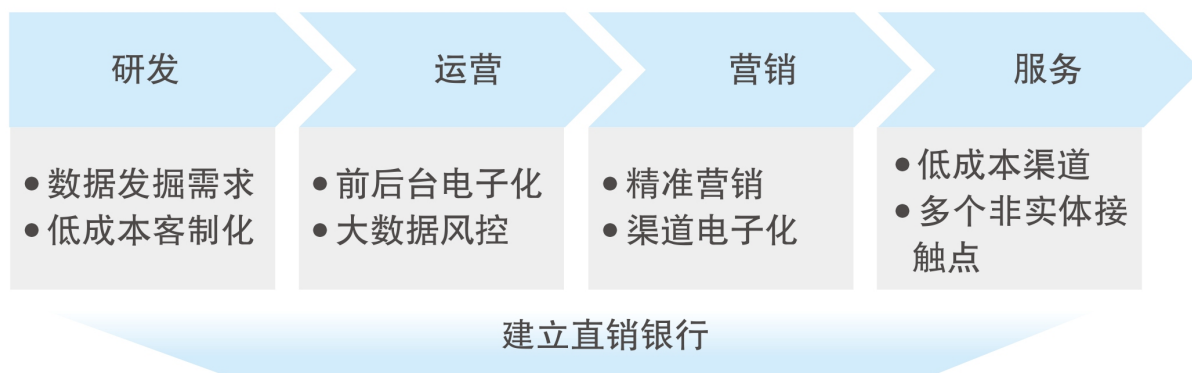 研发
运营
营销
服务
• 数据发掘需求
• 低成本客制化
• 前后台电子化
• 大数据风控
• 精准营销
• 渠道电子化
• 低成本渠道
• 多个非实体接
触点
建立直销银行